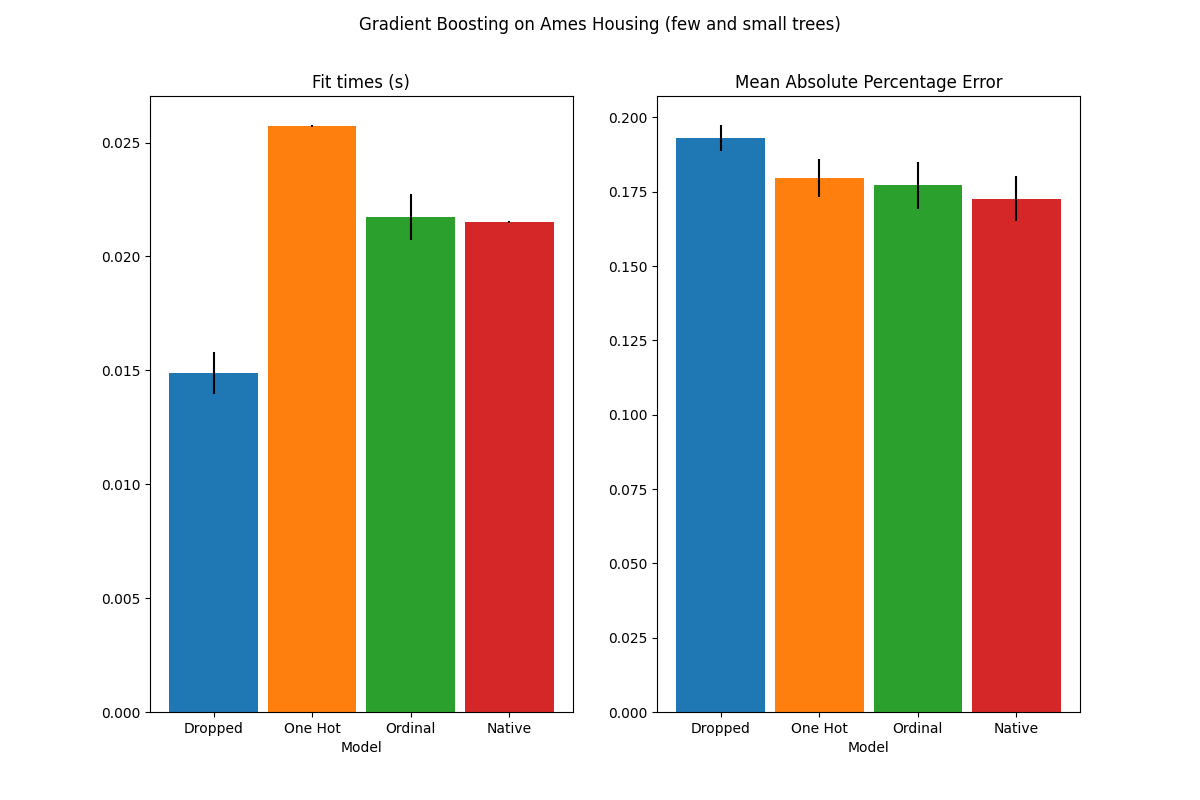 Gradient Boosting on Ames Housing (few and small trees)
Fit times (s)
0.025
0.020
0.015
0.010
0.005
0.000
Dropped One Hot Ordinal Native
Model
Mean Absolute Percentage Error
0.200
0.175
0.150
0.125
0.100
0.075
0.050
0.025
0.000
Dropped One Hot Ordinal Native
Model